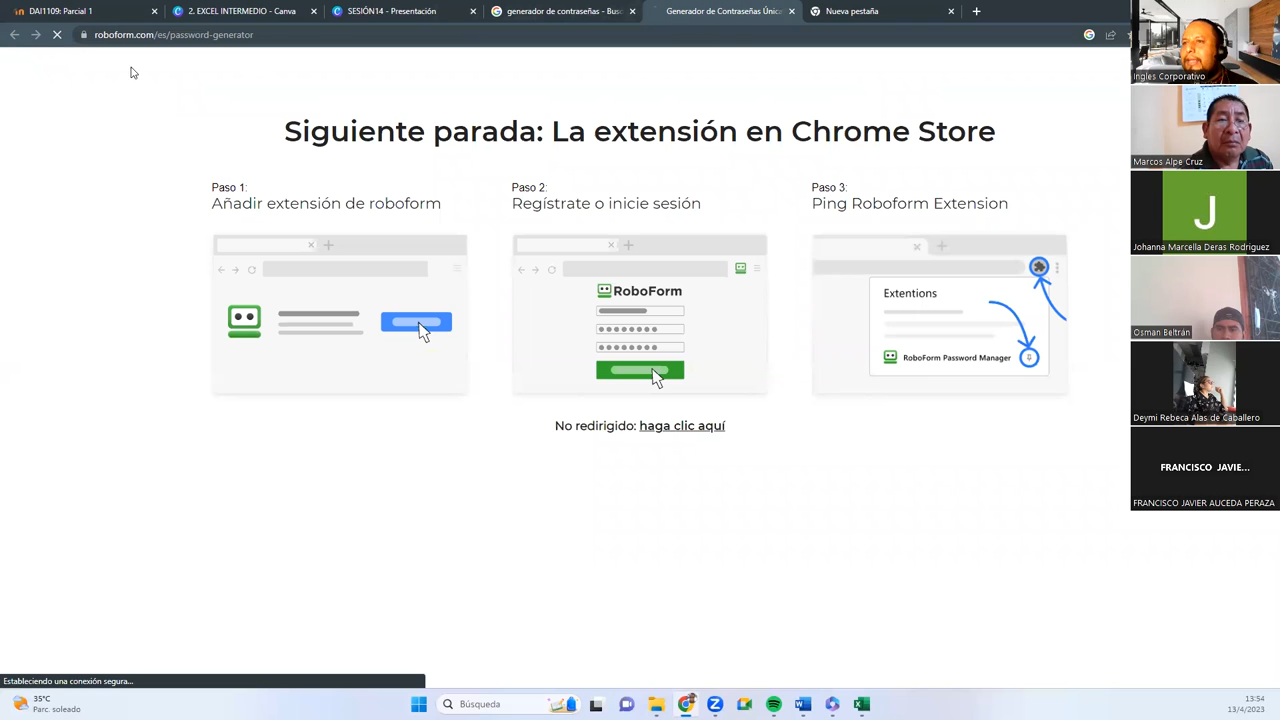 DAI1109: Parcial 1
2. EXCEL INTERMEDIO - Canva
SESIÓN14 - Presentación
generador de contraseñas - Bus
Generador de Contraseñas Únic
Nueva pestaña
roboform.com/es/password-generator
Siguiente parada: La extensión en Chrome Store
Paso 1:
Añadir extensión de roboform
Paso 2:
Regístrate o inicie sesión
Paso 3:
Ping Roboform Extension
RoboForm
Extentions
RoboForm Password Manager
No redirigido: haga clic aquí
Ingles Corporativo
Marcos Alpe Cruz
J
Johanna Marcella Deras Rodriguez
Osman Beltrán
Deymi Rebeca Alas de Caballero
FRANCISCO JAVIE...
FRANCISCO JAVIER AUCEDA PERAZA
Estableciendo una conexión segura...
35°C
Parc. soleado
Búsqueda
13:54
13/4/2023